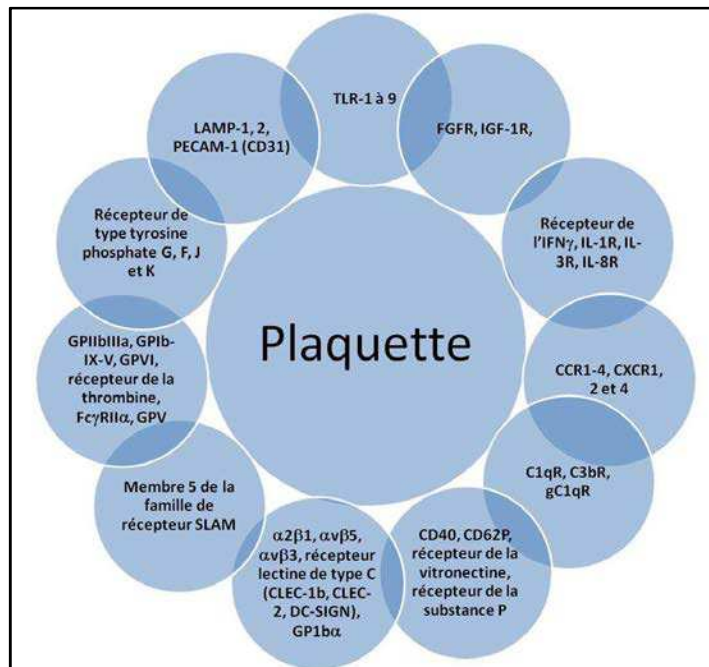 TLR-1 à 9
FGFR, IGF-1R,
Récepteur de
l'IFNγ, IL-1R, IL-
3R, IL-8R
CCR1-4, CXCR1,
2 et 4
C1qR, C3bR,
gC1qR
CD40, CD62P,
récepteur de la
vitronectine,
récepteur de la
substance P
α2β1, αvβ5,
αvβ3, récepteur
lectine de type C
(CLEC-1b, CLEC-
2, DC-SIGN),
GP1bα
Membre 5 de la
famille de
récepteur SLAM
GPIIbIIIa, GPIb-
IX-V, GPVI,
récepteur de la
thrombine,
FcγRIIα, GPV
Récepteur de
type tyrosine
phosphate G, F, J
et K
LAMP-1, 2,
PECAM-1 (CD31)
Plaquette